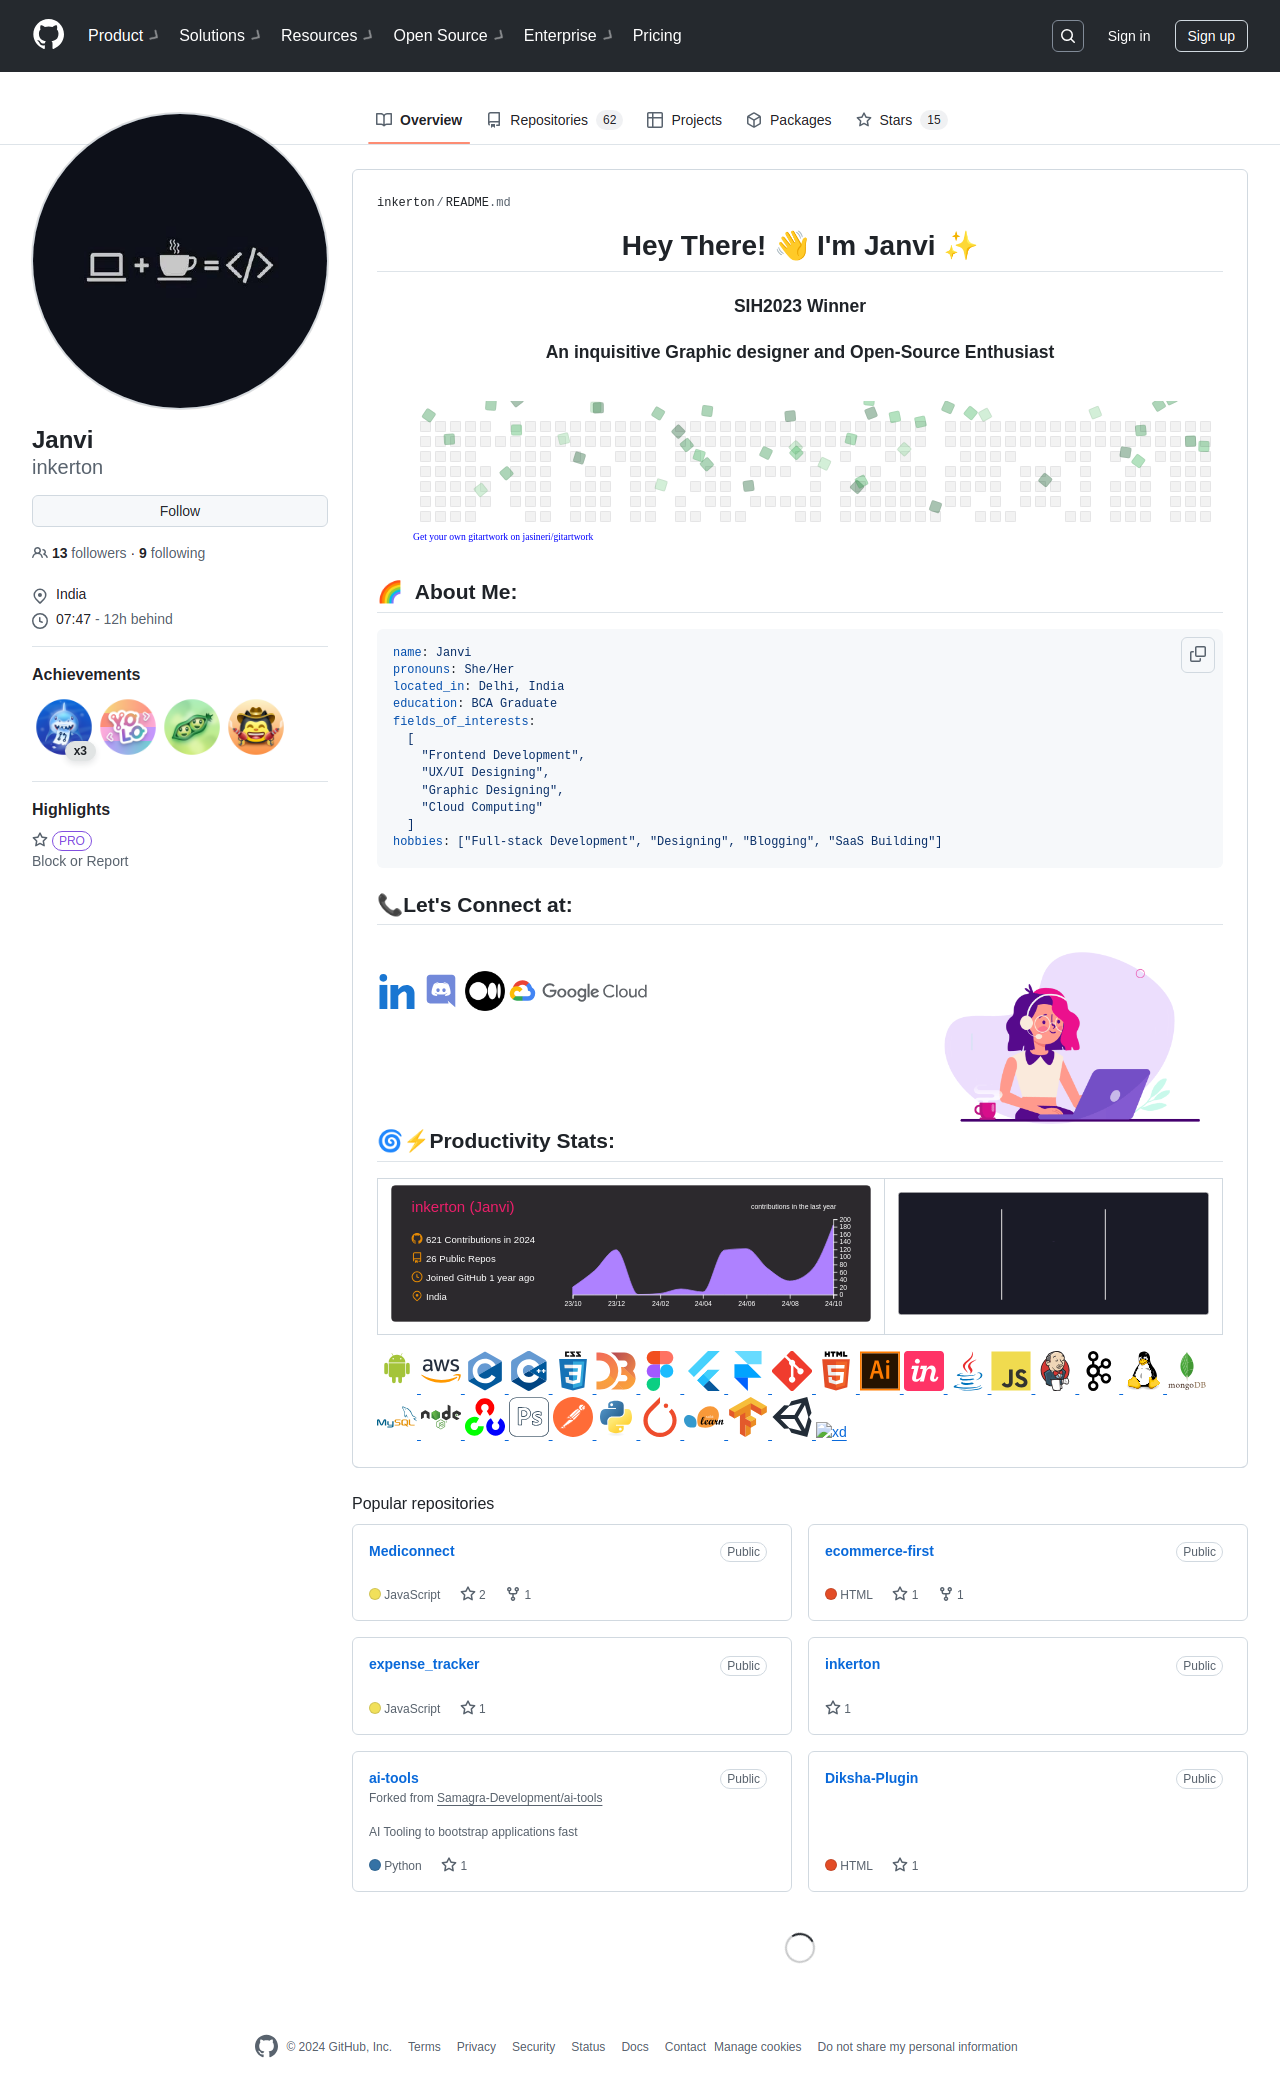 Product Solutions Resources Open Source Enterprise Pricing Sign in Sign up
Overview Repositories 62 Projects Packages Stars 15
Janvi
inkerton
Follow
13 followers · 9 following
India
07:47 - 12h behind
Achievements
YOLO
x3
Highlights
PRO
Block or Report
inkerton/README.md
Hey There! 👋 I'm Janvi ✨
SIH2023 Winner
An inquisitive Graphic designer and Open-Source Enthusiast
Get your own gitartwork on jasineri/gitartwork
🌈 About Me:
name: Janvi
pronouns: She/Her
located_in: Delhi, India
education: BCA Graduate
fields_of_interests:
[
"Frontend Development",
"UX/UI Designing",
"Graphic Designing",
"Cloud Computing"
]
hobbies: ["Full-stack Development", "Designing", "Blogging", "SaaS Building"]
📞Let's Connect at:
in Google Cloud
🌀⚡Productivity Stats:
inkerton (Janvi)
contributions in the last year
621 Contributions in 2024
26 Public Repos
Joined GitHub 1 year ago
India
200
180
160
140
120
100
80
60
40
20
0
23/10 23/12 24/02 24/04 24/06 24/08 24/10
aws C C++ CSS 3 HTML 5 Ai in Java JS mongoDB
MySQL node Ps learn xd
Popular repositories
Mediconnect Public
JavaScript 2 1
ecommerce-first Public
HTML 1 1
expense_tracker Public
JavaScript 1
inkerton Public
1
ai-tools Public
Forked from Samagra-Development/ai-tools
AI Tooling to bootstrap applications fast
Python 1
Diksha-Plugin Public
HTML 1
© 2024 GitHub, Inc. Terms Privacy Security Status Docs Contact Manage cookies Do not share my personal information